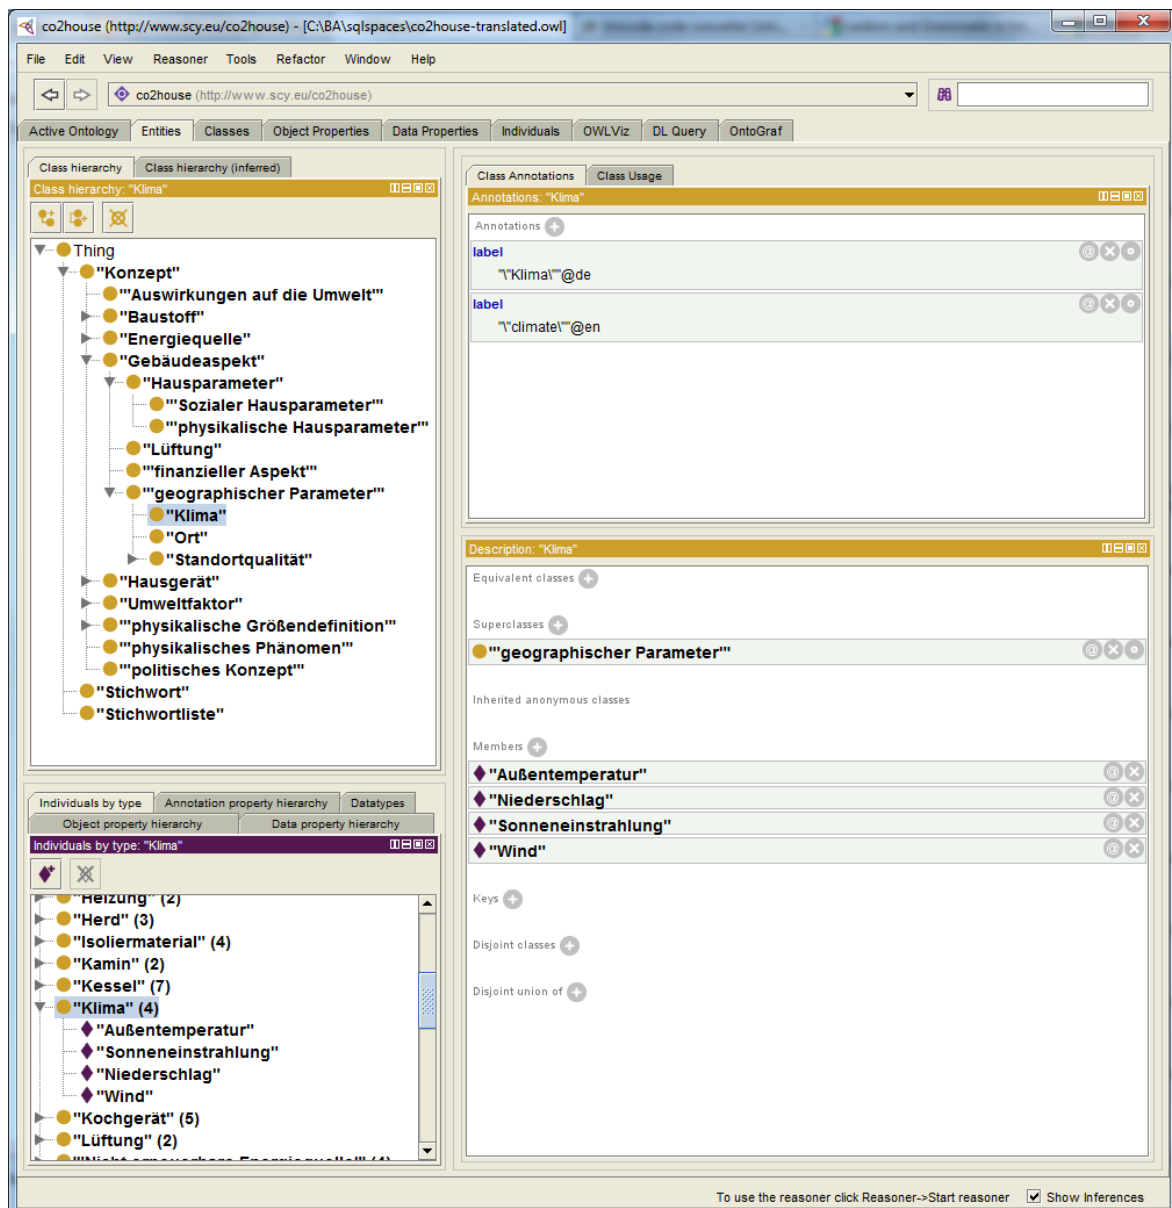 co2house (http://www.scy.eu/co2house) - [C:\BA\sqlspaces\co2house-translated.owl]
File Edit View Reasoner Tools Refactor Window Help
co2house (http://www.scy.eu/co2house)
Active Ontology Entities Classes Object Properties Data Properties Individuals OWLViz DL Query OntoGraf
Class hierarchy Class hierarchy (inferred)
Class hierarchy: "Klima"
Thing
"Konzept"
"'Auswirkungen auf die Umwelt'"
"Baustoff"
"Energiequelle"
"Gebäudeaspekt"
"Hausparameter"
"'Sozialer Hausparameter'"
"'physikalische Hausparameter'"
"Lüftung"
"'finanzieller Aspekt'"
"'geographischer Parameter'"
"Klima"
"Ort"
"Standortqualität"
"Hausgerät"
"Umweltfaktor"
"'physikalische Größendefinition'"
"'physikalisches Phänomen'"
"'politisches Konzept'"
"Stichwort"
"Stichwortliste"
Individuals by type Annotation property hierarchy Datatypes
Object property hierarchy Data property hierarchy
Individuals by type: "Klima"
"Heizung" (2)
"Herd" (3)
"Isoliermaterial" (4)
"Kamin" (2)
"Kessel" (7)
"Klima" (4)
"Außentemperatur"
"Sonneneinstrahlung"
"Niederschlag"
"Wind"
"Kochgerät" (5)
"Lüftung" (2)
"'Nicht erneuerbare Energiequelle'" (4)
Class Annotations Class Usage
Annotations: "Klima"
Annotations
label
"\"Klima\""@de
label
"\"climate\""@en
Description: "Klima"
Equivalent classes
Superclasses
"'geographischer Parameter'"
Inherited anonymous classes
Members
"Außentemperatur"
"Niederschlag"
"Sonneneinstrahlung"
"Wind"
Keys
Disjoint classes
Disjoint union of
To use the reasoner click Reasoner->Start reasoner Show Inferences